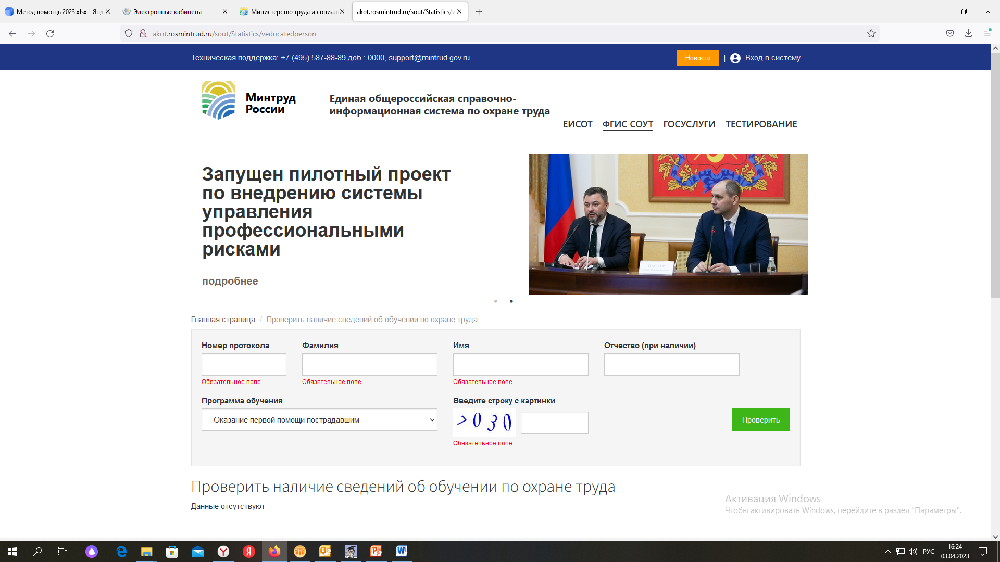 Метод помощь 2023.xlsx - Янд
Электронные кабинеты
Министерство труда и социал
akot.rosmintrud.ru/sout/Statistics/v
akot.rosmintrud.ru/sout/Statistics/veducatedperson
Техническая поддержка: +7 (495) 587-88-89 доб.: 0000, support@mintrud.gov.ru
Новости | Вход в систему
Минтруд
России
Единая общероссийская справочно-
информационная система по охране труда
ЕИСОТ ФГИС СОУТ ГОСУСЛУГИ ТЕСТИРОВАНИЕ
Запущен пилотный проект
по внедрению системы
управления
профессиональными
рисками
подробнее
ПАСЛЕР
Главная страница / Проверить наличие сведений об обучении по охране труда
Номер протокола
Фамилия
Имя
Отчество (при наличии)
Обязательное поле
Обязательное поле
Обязательное поле
Программа обучения
Введите строку с картинки
Оказание первой помощи пострадавшим
>030
Проверить
Обязательное поле
Проверить наличие сведений об обучении по охране труда
Данные отсутствуют
Активация Windows
Чтобы активировать Windows, перейдите в раздел "Параметры".
РУС
16:24
03.04.2023